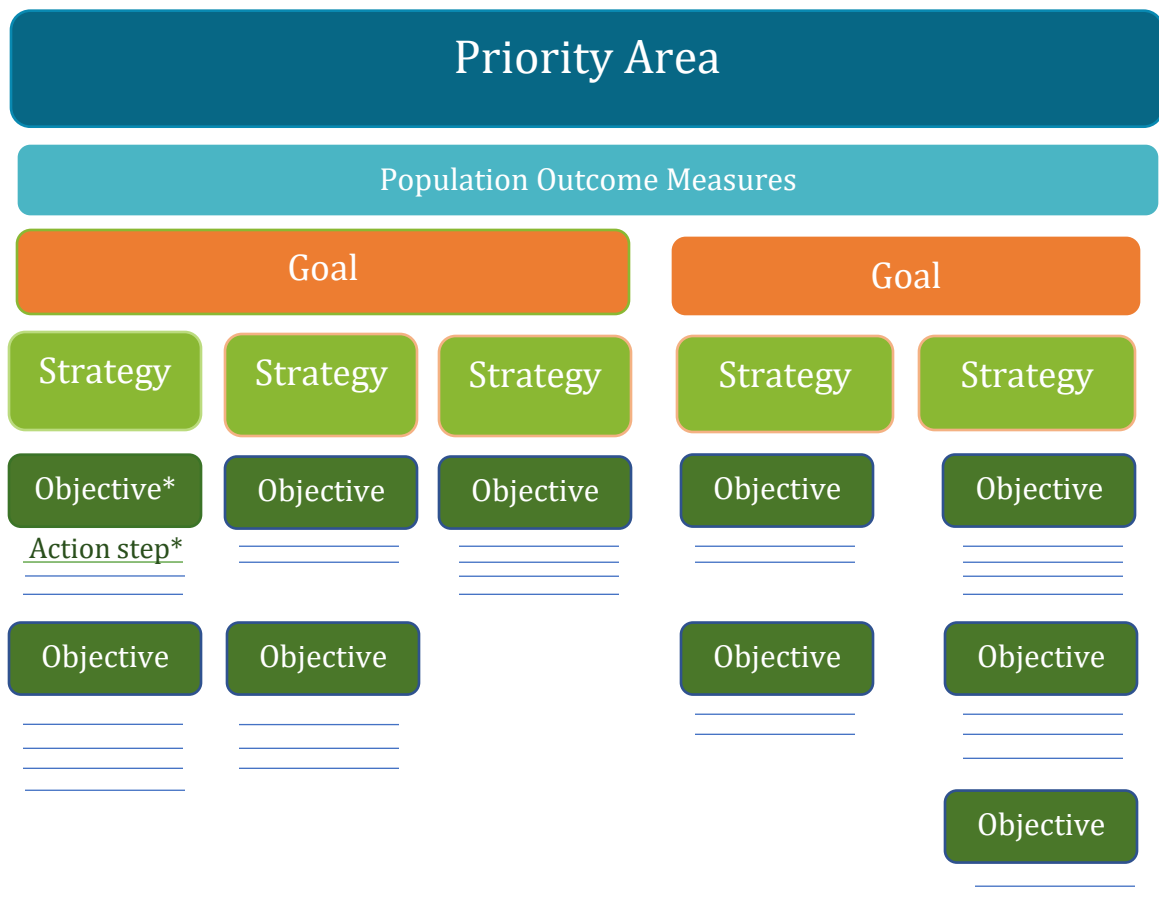 Priority Area
Population Outcome Measures
Goal
Goal
Strategy
Strategy
Strategy
Strategy
Strategy
Objective*
Objective
Objective
Objective
Objective
Action step*
Objective
Objective
Objective
Objective
Objective